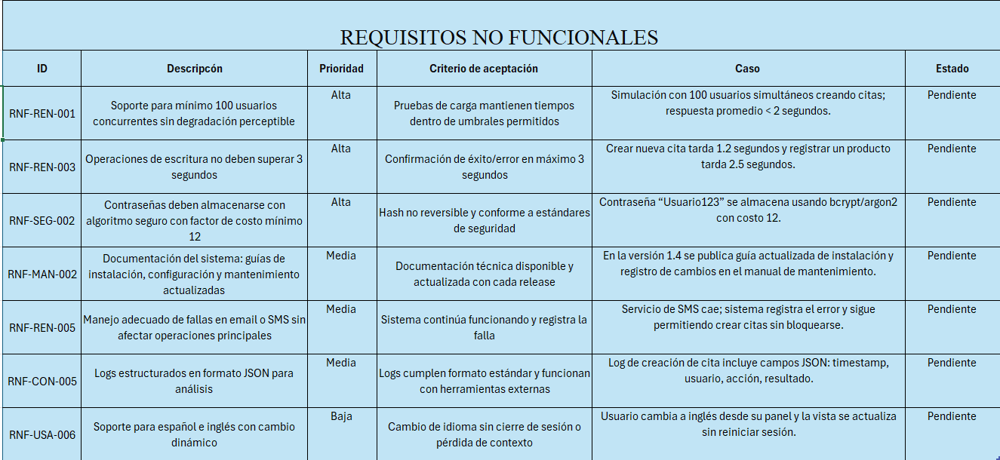 REQUISITOS NO FUNCIONALES
ID Descripcón Prioridad Criterio de aceptación Caso Estado
RNF-REN-001
Soporte para mínimo 100 usuarios
concurrentes sin degradación perceptible
Alta
Pruebas de carga mantienen tiempos
dentro de umbrales permitidos
Simulación con 100 usuarios simultáneos creando citas;
respuesta promedio < 2 segundos.
Pendiente
RNF-REN-003
Operaciones de escritura no deben superar 3
segundos
Alta
Confirmación de éxito/error en máximo 3
segundos
Crear nueva cita tarda 1.2 segundos y registrar un producto
tarda 2.5 segundos.
Pendiente
RNF-SEG-002
Contraseñas deben almacenarse con
algoritmo seguro con factor de costo mínimo
12
Alta
Hash no reversible y conforme a estándares
de seguridad
Contraseña “Usuario123” se almacena usando bcrypt/argon2
con costo 12.
Pendiente
RNF-MAN-002
Documentación del sistema: guías de
instalación, configuración y mantenimiento
actualizadas
Media
Documentación técnica disponible y
actualizada con cada release
En la versión 1.4 se publica guía actualizada de instalación y
registro de cambios en el manual de mantenimiento.
Pendiente
RNF-REN-005
Manejo adecuado de fallas en email o SMS sin
afectar operaciones principales
Media
Sistema continúa funcionando y registra la
falla
Servicio de SMS cae; sistema registra el error y sigue
permitiendo crear citas sin bloquearse.
Pendiente
RNF-CON-005
Logs estructurados en formato JSON para
análisis
Media
Logs cumplen formato estándar y funcionan
con herramientas externas
Log de creación de cita incluye campos JSON: timestamp,
usuario, acción, resultado.
Pendiente
RNF-USA-006
Soporte para español e inglés con cambio
dinámico
Baja
Cambio de idioma sin cierre de sesión o
pérdida de contexto
Usuario cambia a inglés desde su panel y la vista se actualiza
sin reiniciar sesión.
Pendiente